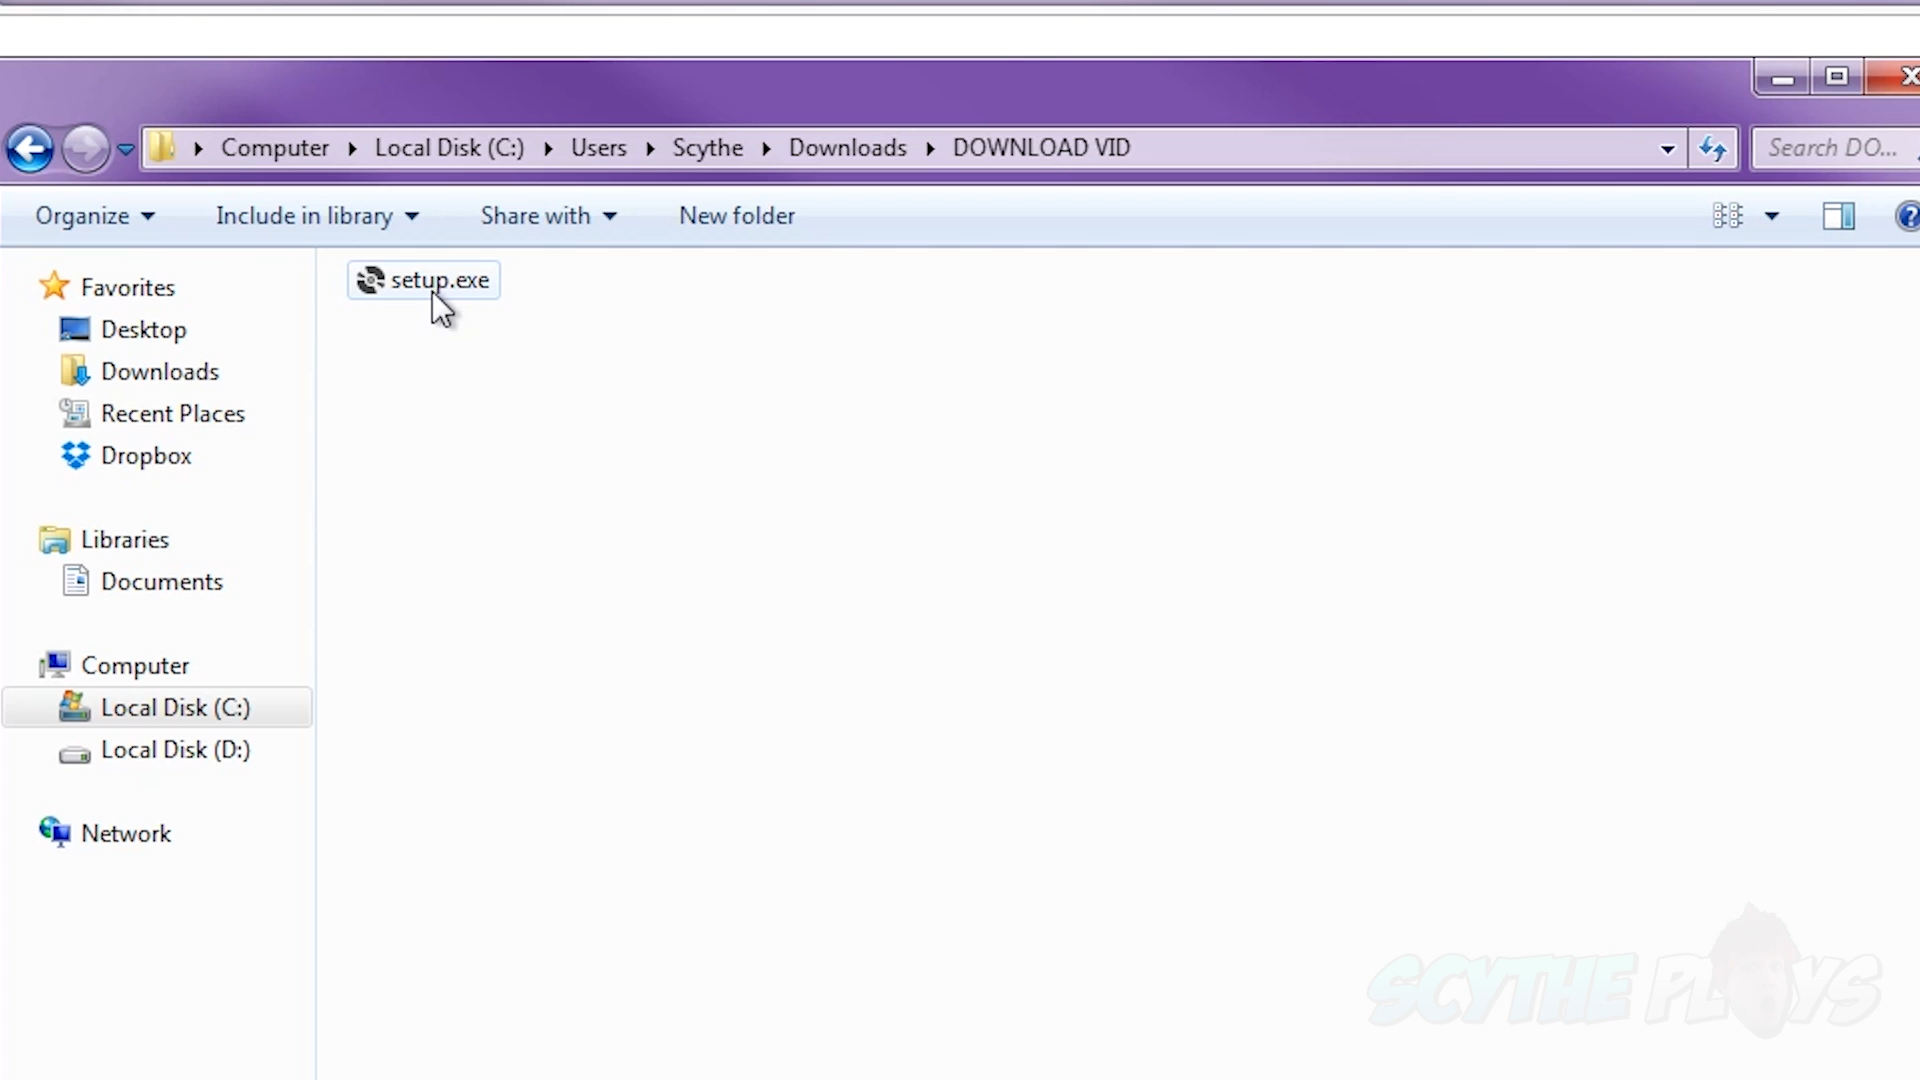 Computer Local Disk (C:) Users Scythe Downloads DOWNLOAD VID
Search DO...
Organize Include in library Share with New folder
setup.exe
Favorites
Desktop
Downloads
Recent Places
Dropbox
Libraries
Documents
Computer
Local Disk (C:)
Local Disk (D:)
Network
SCYTHE PLAYS